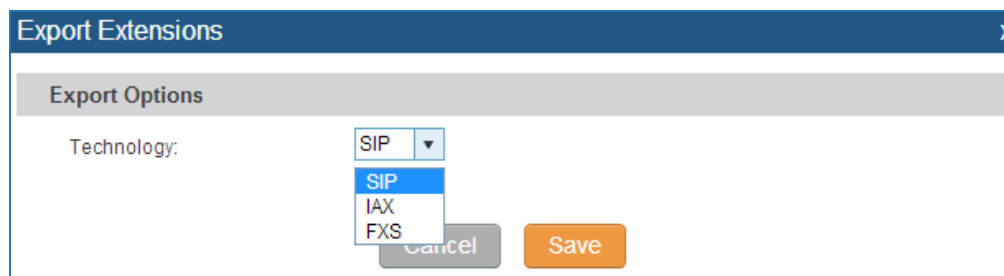 Export Extensions
Export Options
Technology: SIP
SIP
IAX
FXS
Cancel Save